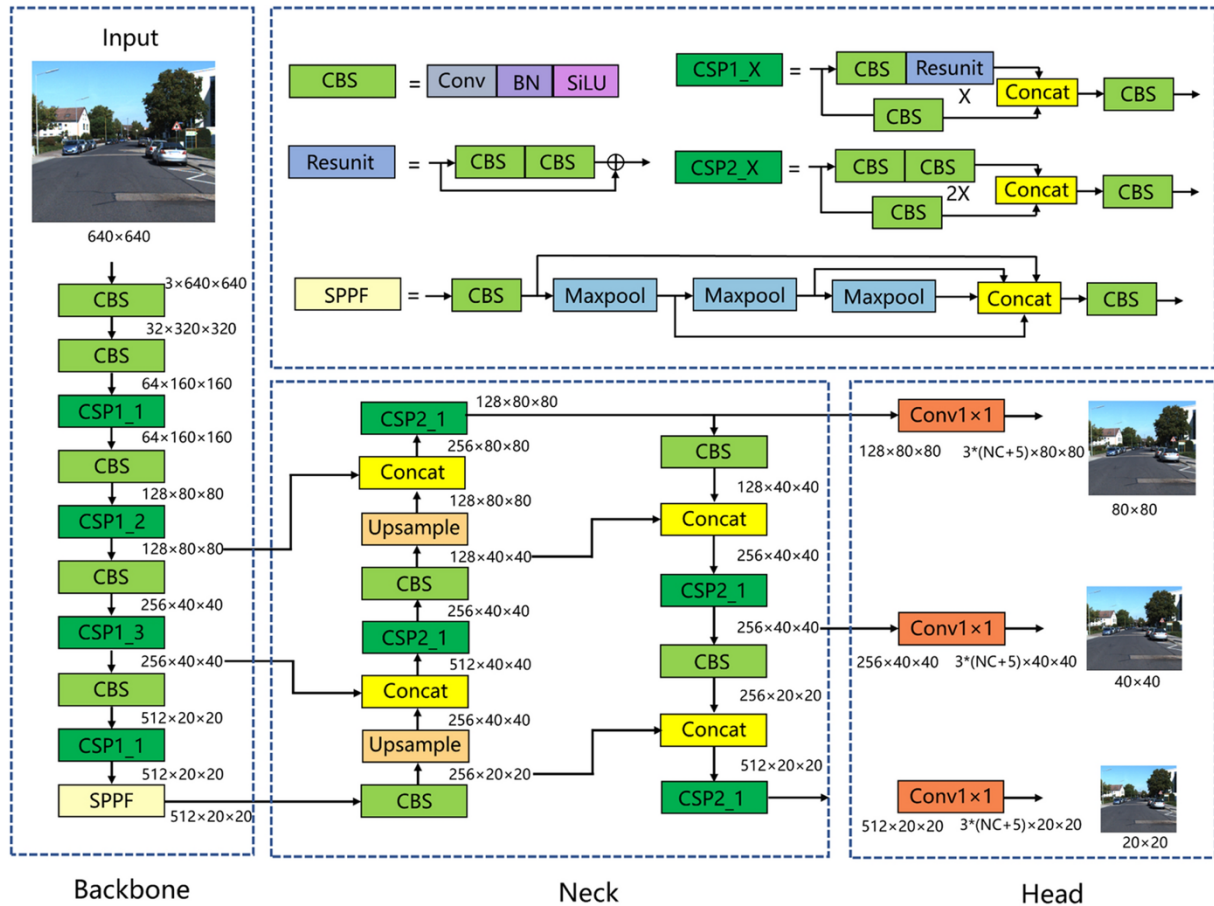 Input
640×640
3×640×640
CBS
32×320×320
CBS
64×160×160
CSP1_1
64×160×160
CBS
128×80×80
CSP1_2
128×80×80
CBS
256×40×40
CSP1_3
256×40×40
CBS
512×20×20
CSP1_1
512×20×20
SPPF
512×20×20
Backbone
CBS = Conv BN SiLU
Resunit = CBS CBS
CSP1_X = CBS Resunit
X
CBS
Concat
CBS
CSP2_X = CBS CBS
2X
CBS
Concat
CBS
SPPF = CBS Maxpool Maxpool Maxpool Concat CBS
CSP2_1
128×80×80
256×80×80
Concat
128×80×80
Upsample
128×40×40
CBS
256×40×40
CSP2_1
512×40×40
Concat
256×40×40
Upsample
256×20×20
CBS
CBS
128×40×40
Concat
256×40×40
CSP2_1
256×40×40
CBS
256×20×20
Concat
512×20×20
CSP2_1
Neck
Conv1×1
128×80×80
3*(NC+5)×80×80
80×80
Conv1×1
256×40×40
3*(NC+5)×40×40
40×40
Conv1×1
512×20×20
3*(NC+5)×20×20
20×20
Head